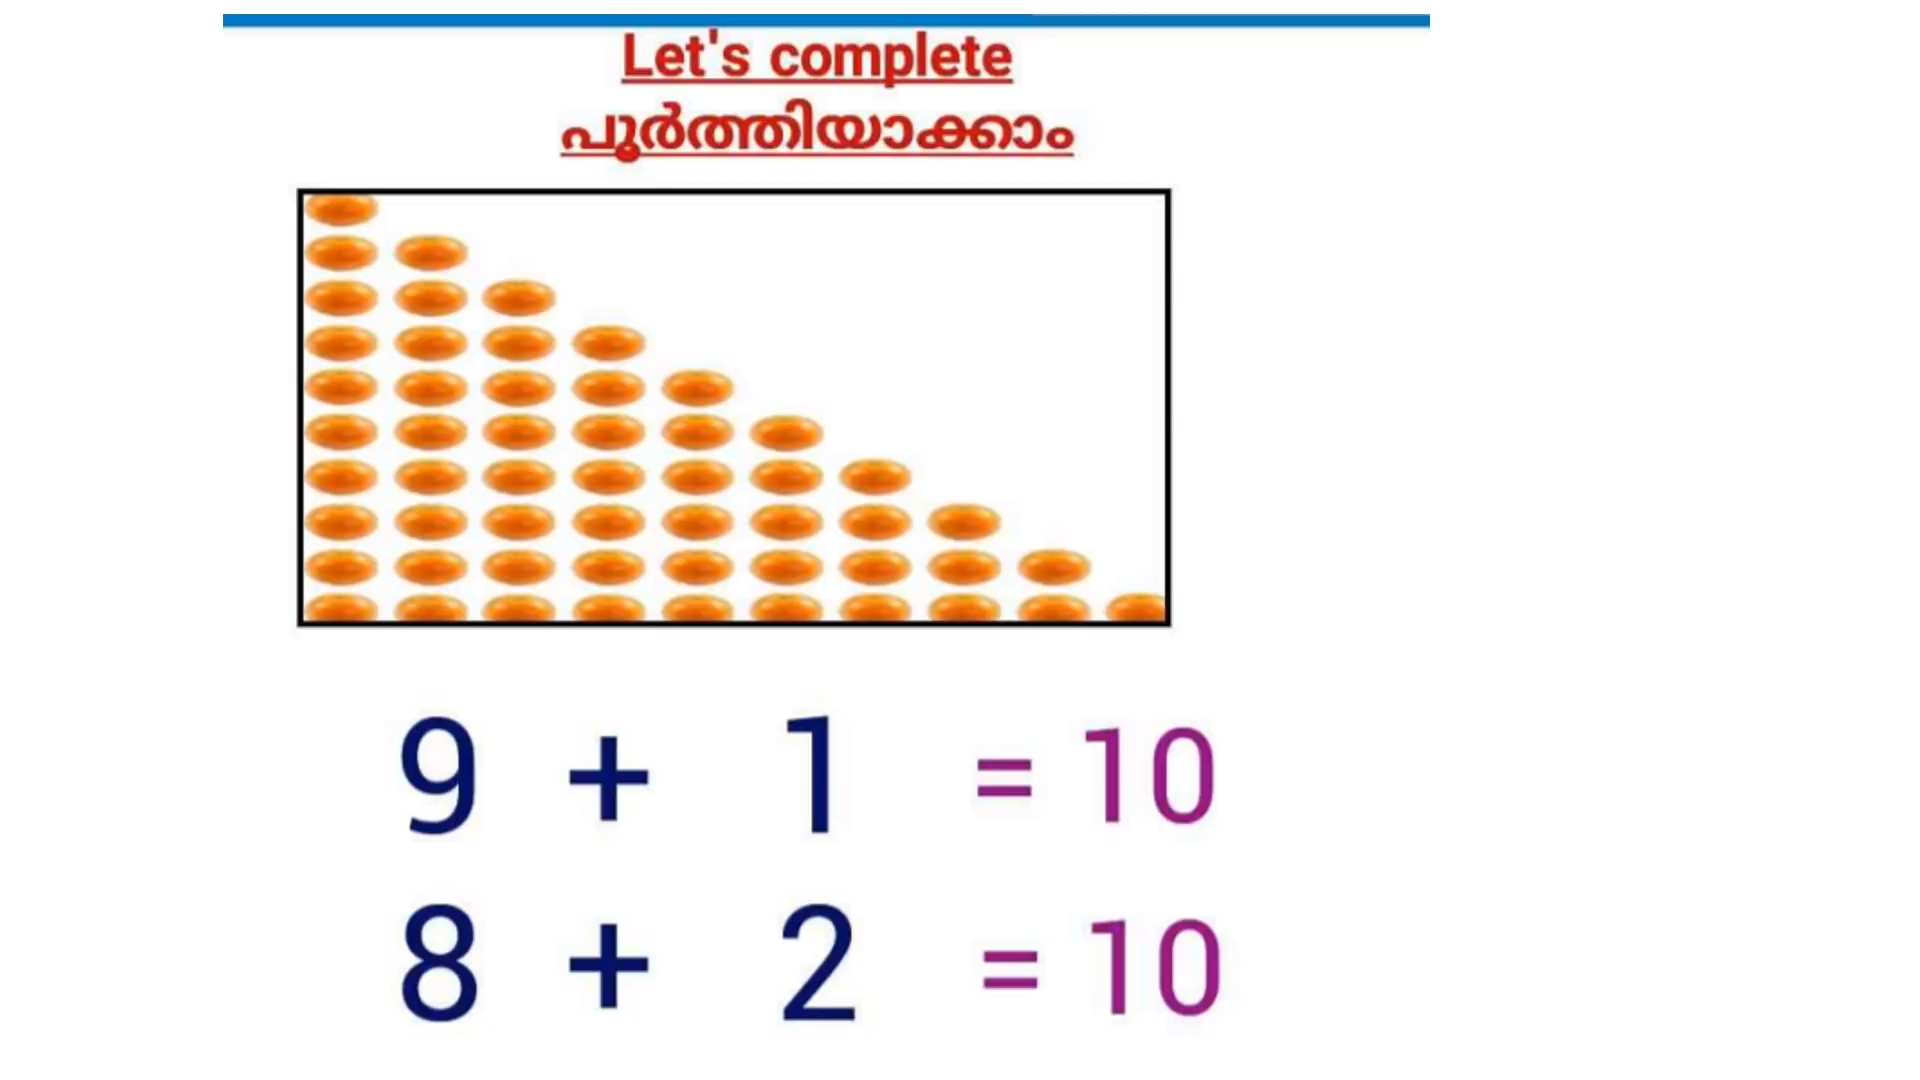 Let's complete
പൂർത്തിയാക്കാം
9 + 1 = 10
8 + 2 = 10